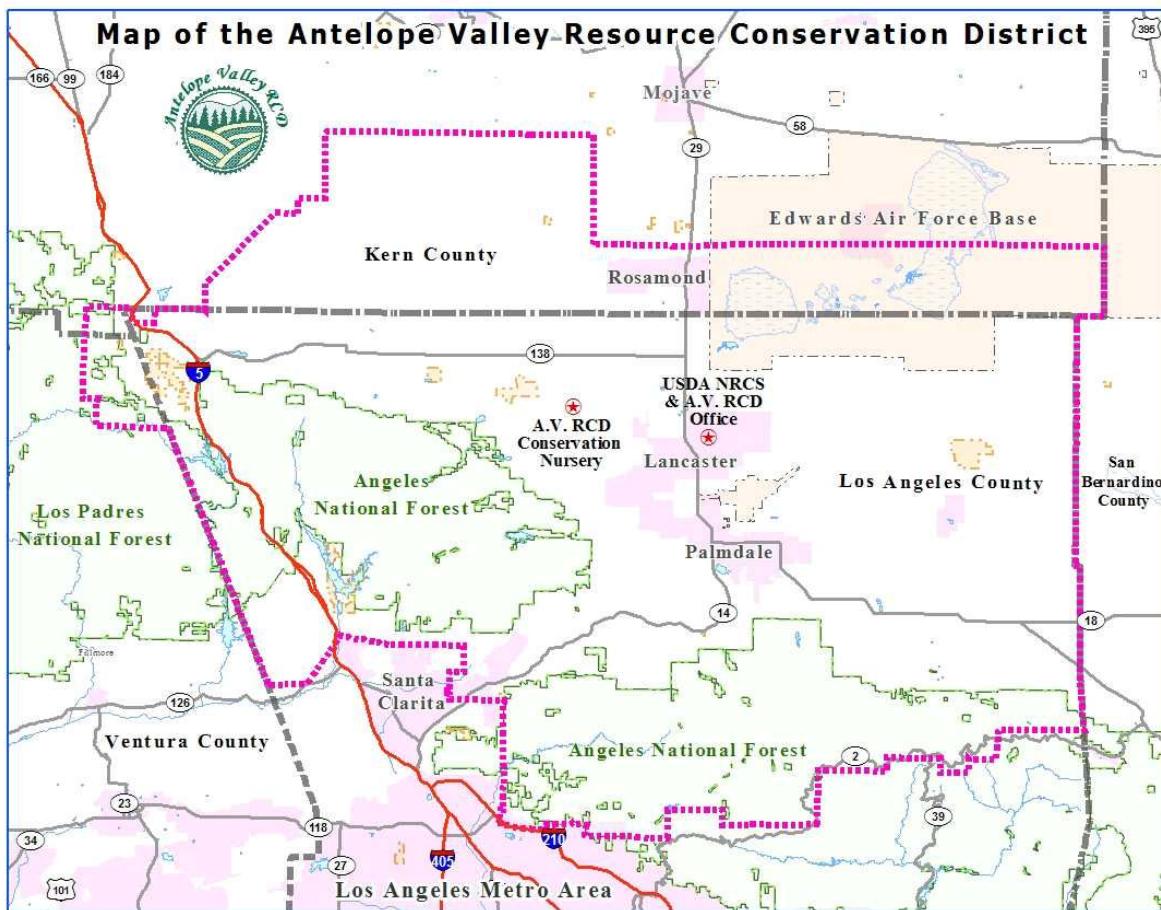 Map of the Antelope Valley Resource Conservation District
395
166
99
184
Antelope Valley RCD
Mojave
58
29
Edwards Air Force Base
Kern County
Rosamond
138
5
USDA NRCS
& A.V. RCD
Office
A.V. RCD
Conservation
Nursery
Lancaster
Los Angeles County
San
Bernardino
County
Angeles
National Forest
Los Padres
National Forest
Palmdale
14
18
Fillmore
Santa
Clarita
126
Ventura County
Angeles National Forest
2
23
118
39
34
27
405
210
101
Los Angeles Metro Area